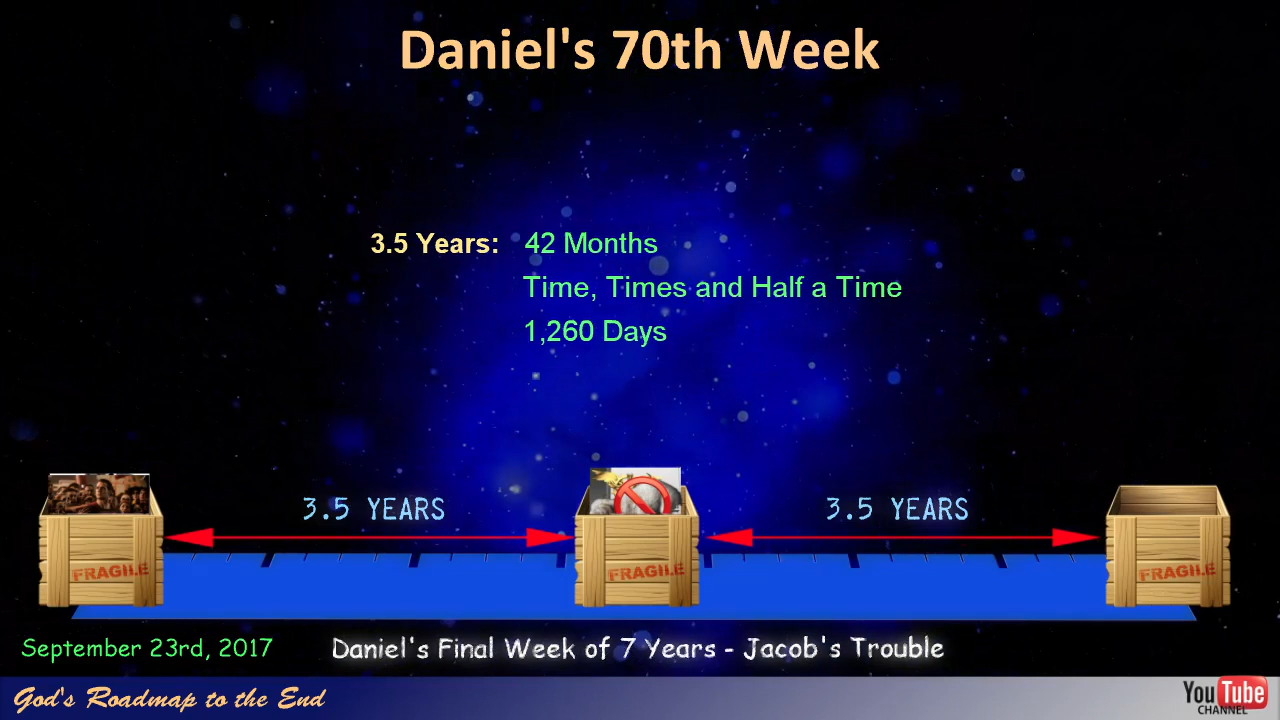 Daniel's 70th Week
3.5 Years: 42 Months
Time, Times and Half a Time
1,260 Days
3.5 YEARS
3.5 YEARS
FRAGILE
FRAGILE
FRAGILE
September 23rd, 2017
Daniel's Final Week of 7 Years - Jacob's Trouble
God's Roadmap to the End
YouTube
CHANNEL